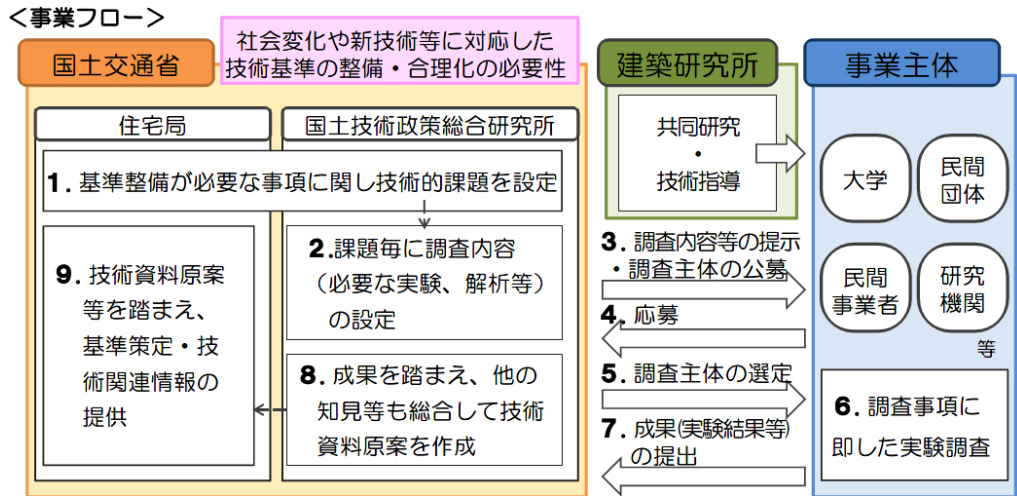 <事業フロー>
国土交通省
社会変化や新技術等に対応した
技術基準の整備・合理化の必要性
建築研究所
事業主体
住宅局
国土技術政策総合研究所
1. 基準整備が必要な事項に関し技術的課題を設定
2.課題毎に調査内容
(必要な実験、解析等)
の設定
9. 技術資料原案
等を踏まえ、
基準策定・技
術関連情報の
提供
8. 成果を踏まえ、他の
知見等も総合して技術
資料原案を作成
共同研究
・
技術指導
3. 調査内容等の提示
・調査主体の公募
4. 応募
5. 調査主体の選定
7. 成果(実験結果等)
の提出
大学
民間
団体
民間
事業者
研究
機関
等
6. 調査事項に
即した実験調査